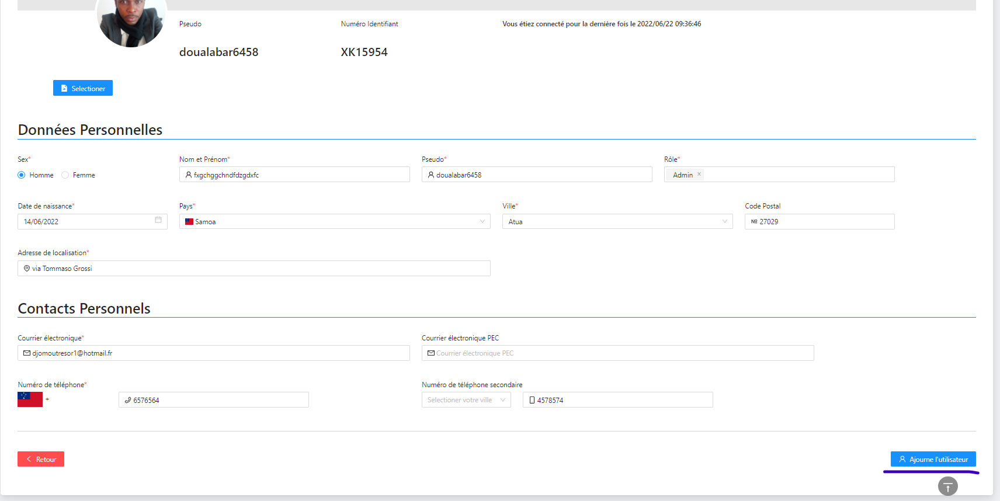 Pseudo Numéro Identifiant Vous étiez connecté pour la dernière fois le 2022/06/22 09:36:46
doualabar6458 XK15954
Selectioner
Données Personnelles
Sex* Nom et Prénom* Pseudo* Rôle*
Homme Femme fxgchggchndfdzgdxfc doualabar6458 Admin ×
Date de naissance* Pays* Ville* Code Postal
14/06/2022 Samoa Atua № 27029
Adresse de localisation*
via Tommaso Grossi
Contacts Personnels
Courrier électronique* Courrier électronique PEC
djomoutresor1@hotmail.fr Courrier électronique PEC
Numéro de téléphone* Numéro de téléphone secondaire
+ 6576564 Selectioner votre ville 4578574
Retour Ajourne l'utilisateur